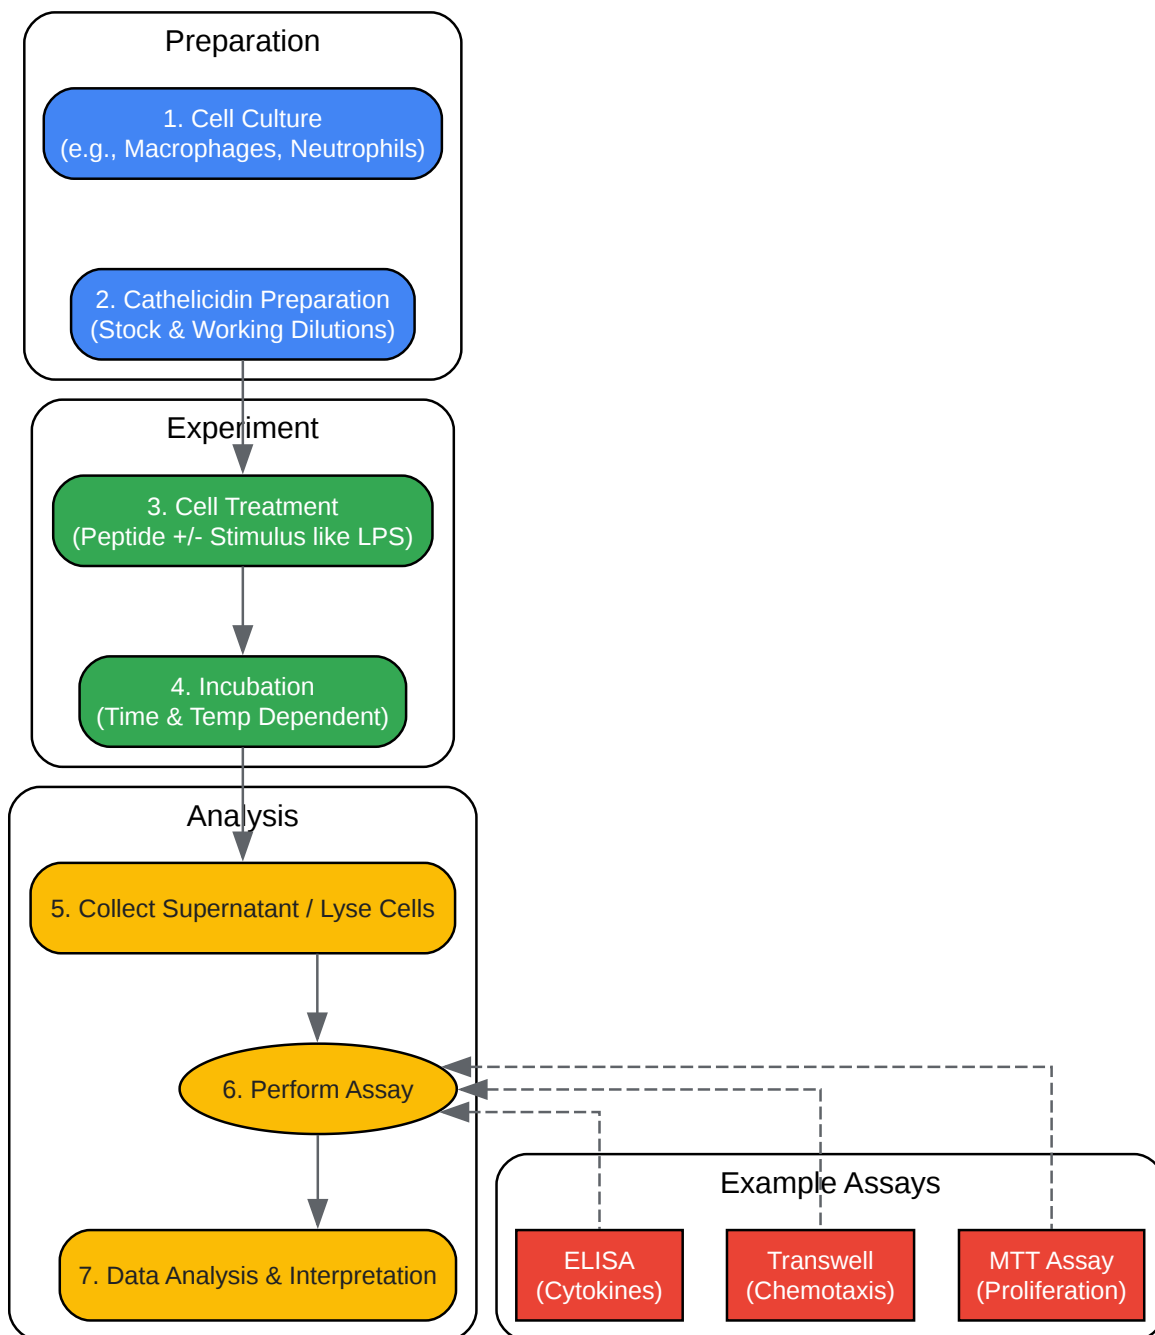 Preparation
1. Cell Culture
(e.g., Macrophages, Neutrophils)
2. Cathelicidin Preparation
(Stock & Working Dilutions)
Experiment
3. Cell Treatment
(Peptide +/- Stimulus like LPS)
4. Incubation
(Time & Temp Dependent)
Analysis
5. Collect Supernatant / Lyse Cells
6. Perform Assay
7. Data Analysis & Interpretation
Example Assays
ELISA
(Cytokines)
Transwell
(Chemotaxis)
MTT Assay
(Proliferation)